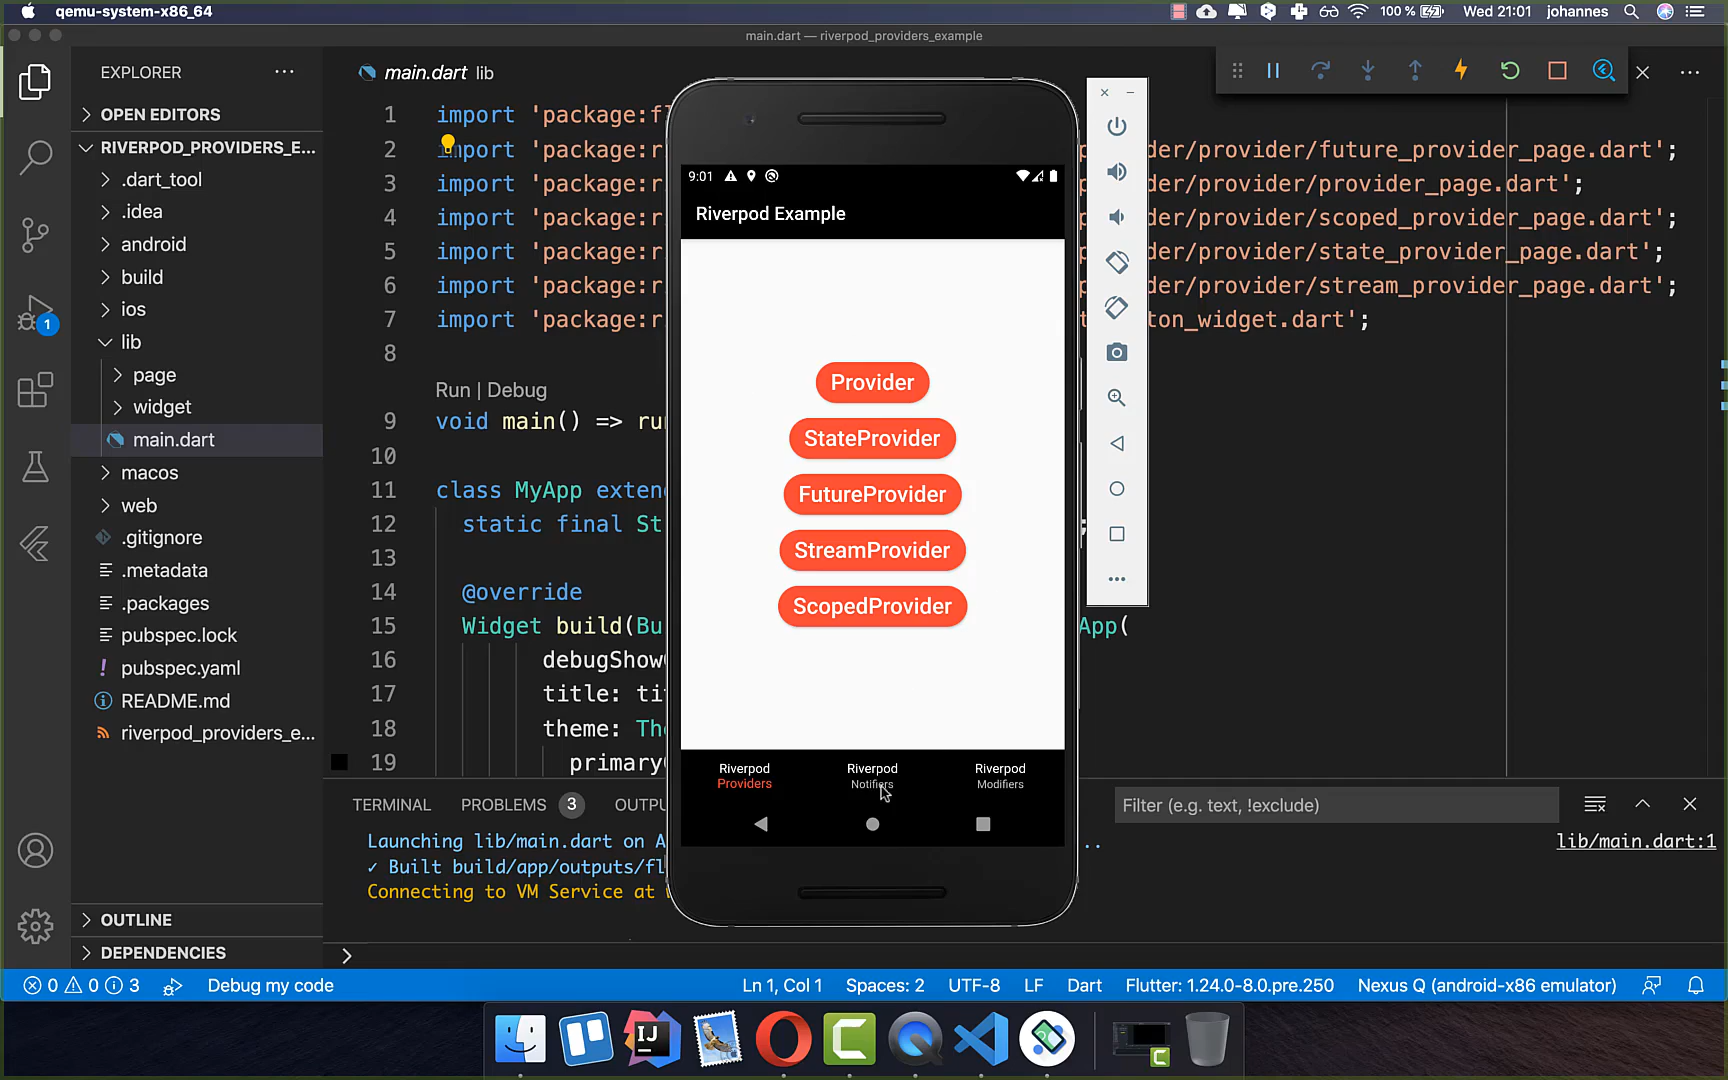 qemu-system-x86_64
100 %
Wed 21:01
johannes
main.dart — riverpod_providers_example
EXPLORER
OPEN EDITORS
RIVERPOD_PROVIDERS_E...
.dart_tool
.idea
android
build
ios
lib
page
widget
main.dart
macos
web
.gitignore
.metadata
.packages
pubspec.lock
pubspec.yaml
README.md
riverpod_providers_e...
OUTLINE
DEPENDENCIES
1
main.dart lib
1 import 'package:f
2 import 'package:r der/provider/future_provider_page.dart';
3 import 'package:r der/provider/provider_page.dart';
4 import 'package:r der/provider/scoped_provider_page.dart';
5 import 'package:r der/provider/state_provider_page.dart';
6 import 'package:r der/provider/stream_provider_page.dart';
7 import 'package:r ton_widget.dart';
8
Run | Debug
9 void main() => ru
10
11 class MyApp exten
12 static final St ;
13
14 @override
15 Widget build(Bu App(
16 debugShow
17 title: ti
18 theme: Th
19 primary
9:01
Riverpod Example
Provider
StateProvider
FutureProvider
StreamProvider
ScopedProvider
Riverpod
Providers
Riverpod
Notifiers
Riverpod
Modifiers
TERMINAL
PROBLEMS 3
OUTPU
Filter (e.g. text, !exclude)
Launching lib/main.dart on A ..
lib/main.dart:1
✓ Built build/app/outputs/fl
Connecting to VM Service at
0 0 3
Debug my code
Ln 1, Col 1
Spaces: 2
UTF-8
LF
Dart
Flutter: 1.24.0-8.0.pre.250
Nexus Q (android-x86 emulator)
IJ